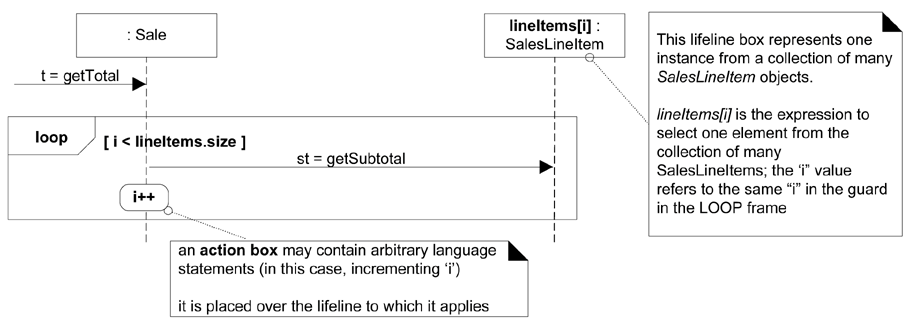 : Sale
lineItems[i] :
SalesLineItem
t = getTotal
loop
[ i < lineItems.size ]
st = getSubtotal
i++
an action box may contain arbitrary language
statements (in this case, incrementing ‘i’)
it is placed over the lifeline to which it applies
This lifeline box represents one
instance from a collection of many
SalesLineItem objects.
lineItems[i] is the expression to
select one element from the
collection of many
SalesLineItems; the ‘i” value
refers to the same “i” in the guard
in the LOOP frame